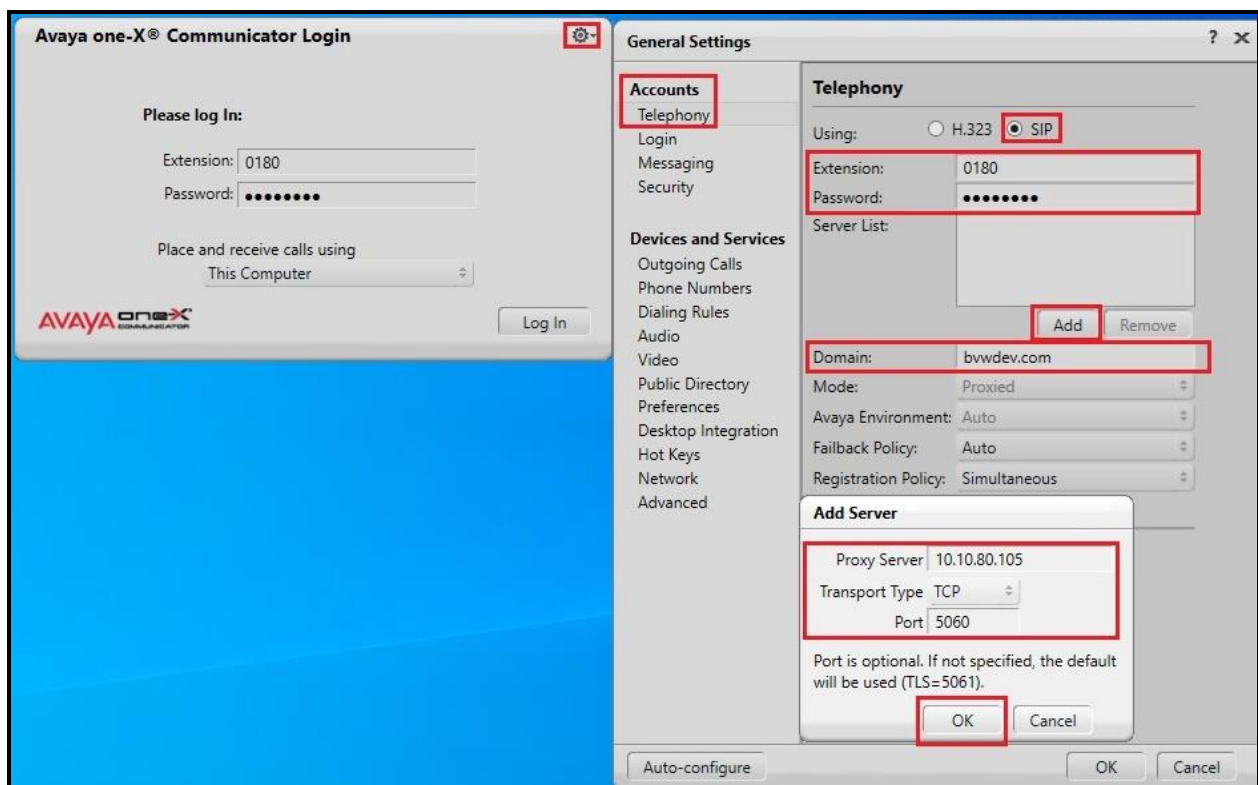 Avaya one-X® Communicator Login
Please log In:
Extension: 0180
Password: ●●●●●●●●
Place and receive calls using
This Computer
AVAYA one-X COMMUNICATOR
Log In
General Settings ? ×
Accounts
Telephony
Login
Messaging
Security
Devices and Services
Outgoing Calls
Phone Numbers
Dialing Rules
Audio
Video
Public Directory
Preferences
Desktop Integration
Hot Keys
Network
Advanced
Telephony
Using: H.323 SIP
Extension: 0180
Password: ●●●●●●●●
Server List:
Add Remove
Domain: bvwdev.com
Mode: Proxied
Avaya Environment: Auto
Failback Policy: Auto
Registration Policy: Simultaneous
Add Server
Proxy Server 10.10.80.105
Transport Type TCP
Port 5060
Port is optional. If not specified, the default
will be used (TLS=5061).
OK Cancel
Auto-configure OK Cancel